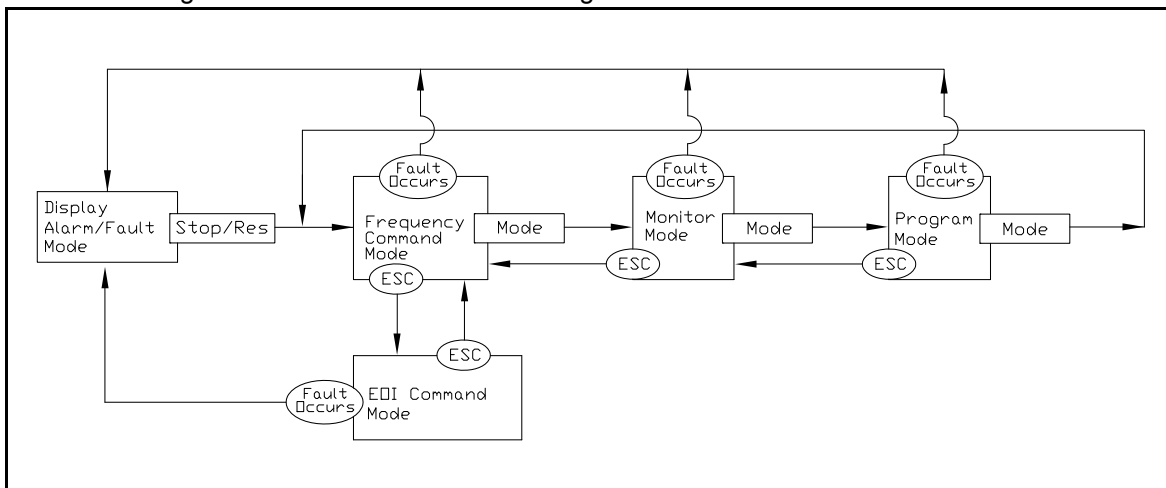 Fault
Occurs
Fault
Occurs
Fault
Occurs
Display
Alarm/Fault
Mode
Stop/Res
Frequency
Command
Mode
Mode
Monitor
Mode
Mode
Program
Mode
Mode
ESC
ESC
ESC
ESC
Fault
Occurs
EOI Command
Mode